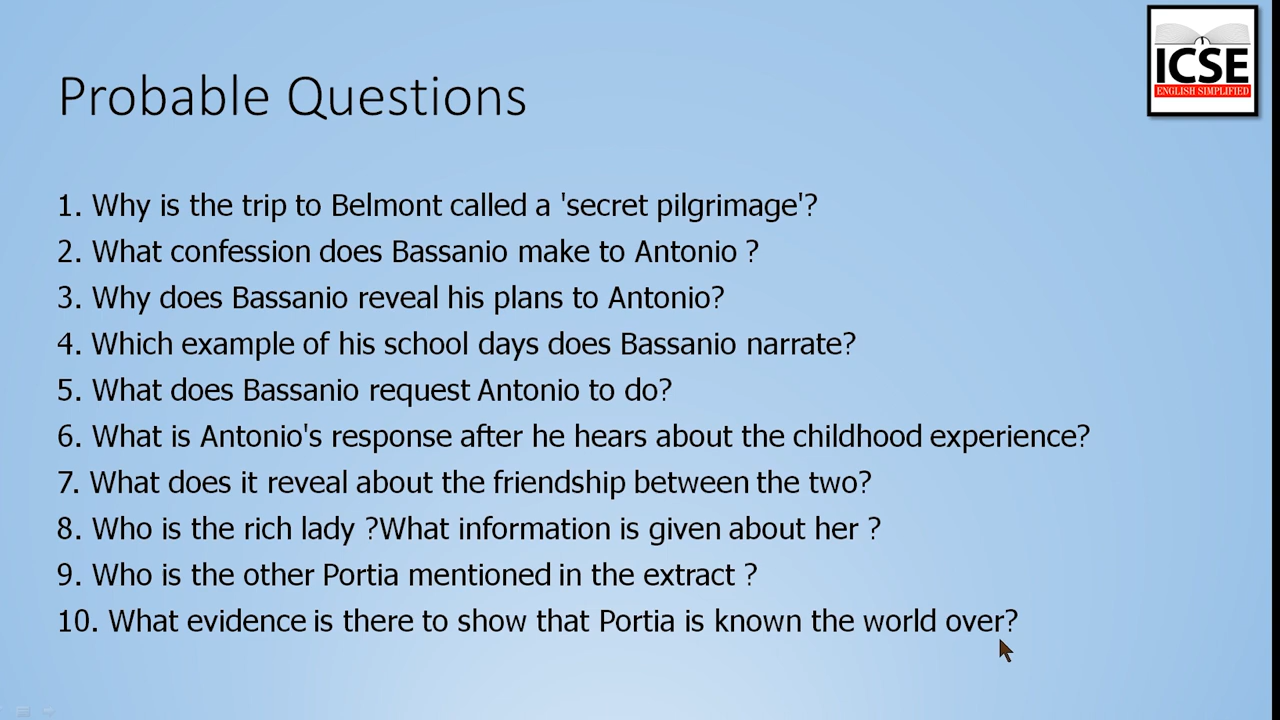 ICSE
ENGLISH SIMPLIFIED
Probable Questions
1. Why is the trip to Belmont called a 'secret pilgrimage'?
2. What confession does Bassanio make to Antonio ?
3. Why does Bassanio reveal his plans to Antonio?
4. Which example of his school days does Bassanio narrate?
5. What does Bassanio request Antonio to do?
6. What is Antonio's response after he hears about the childhood experience?
7. What does it reveal about the friendship between the two?
8. Who is the rich lady ?What information is given about her ?
9. Who is the other Portia mentioned in the extract ?
10. What evidence is there to show that Portia is known the world over?